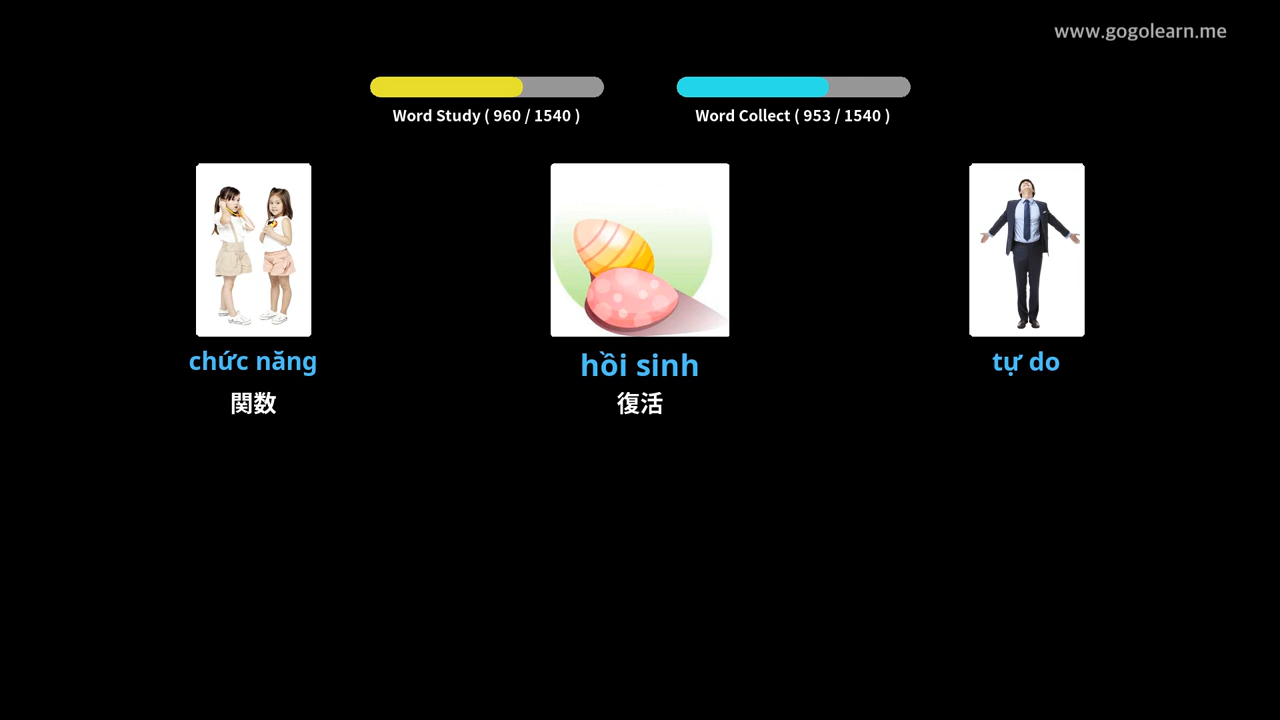 www.gogolearn.me
Word Study ( 960 / 1540 )
Word Collect ( 953 / 1540 )
chức năng
hồi sinh
tự do
関数
復活